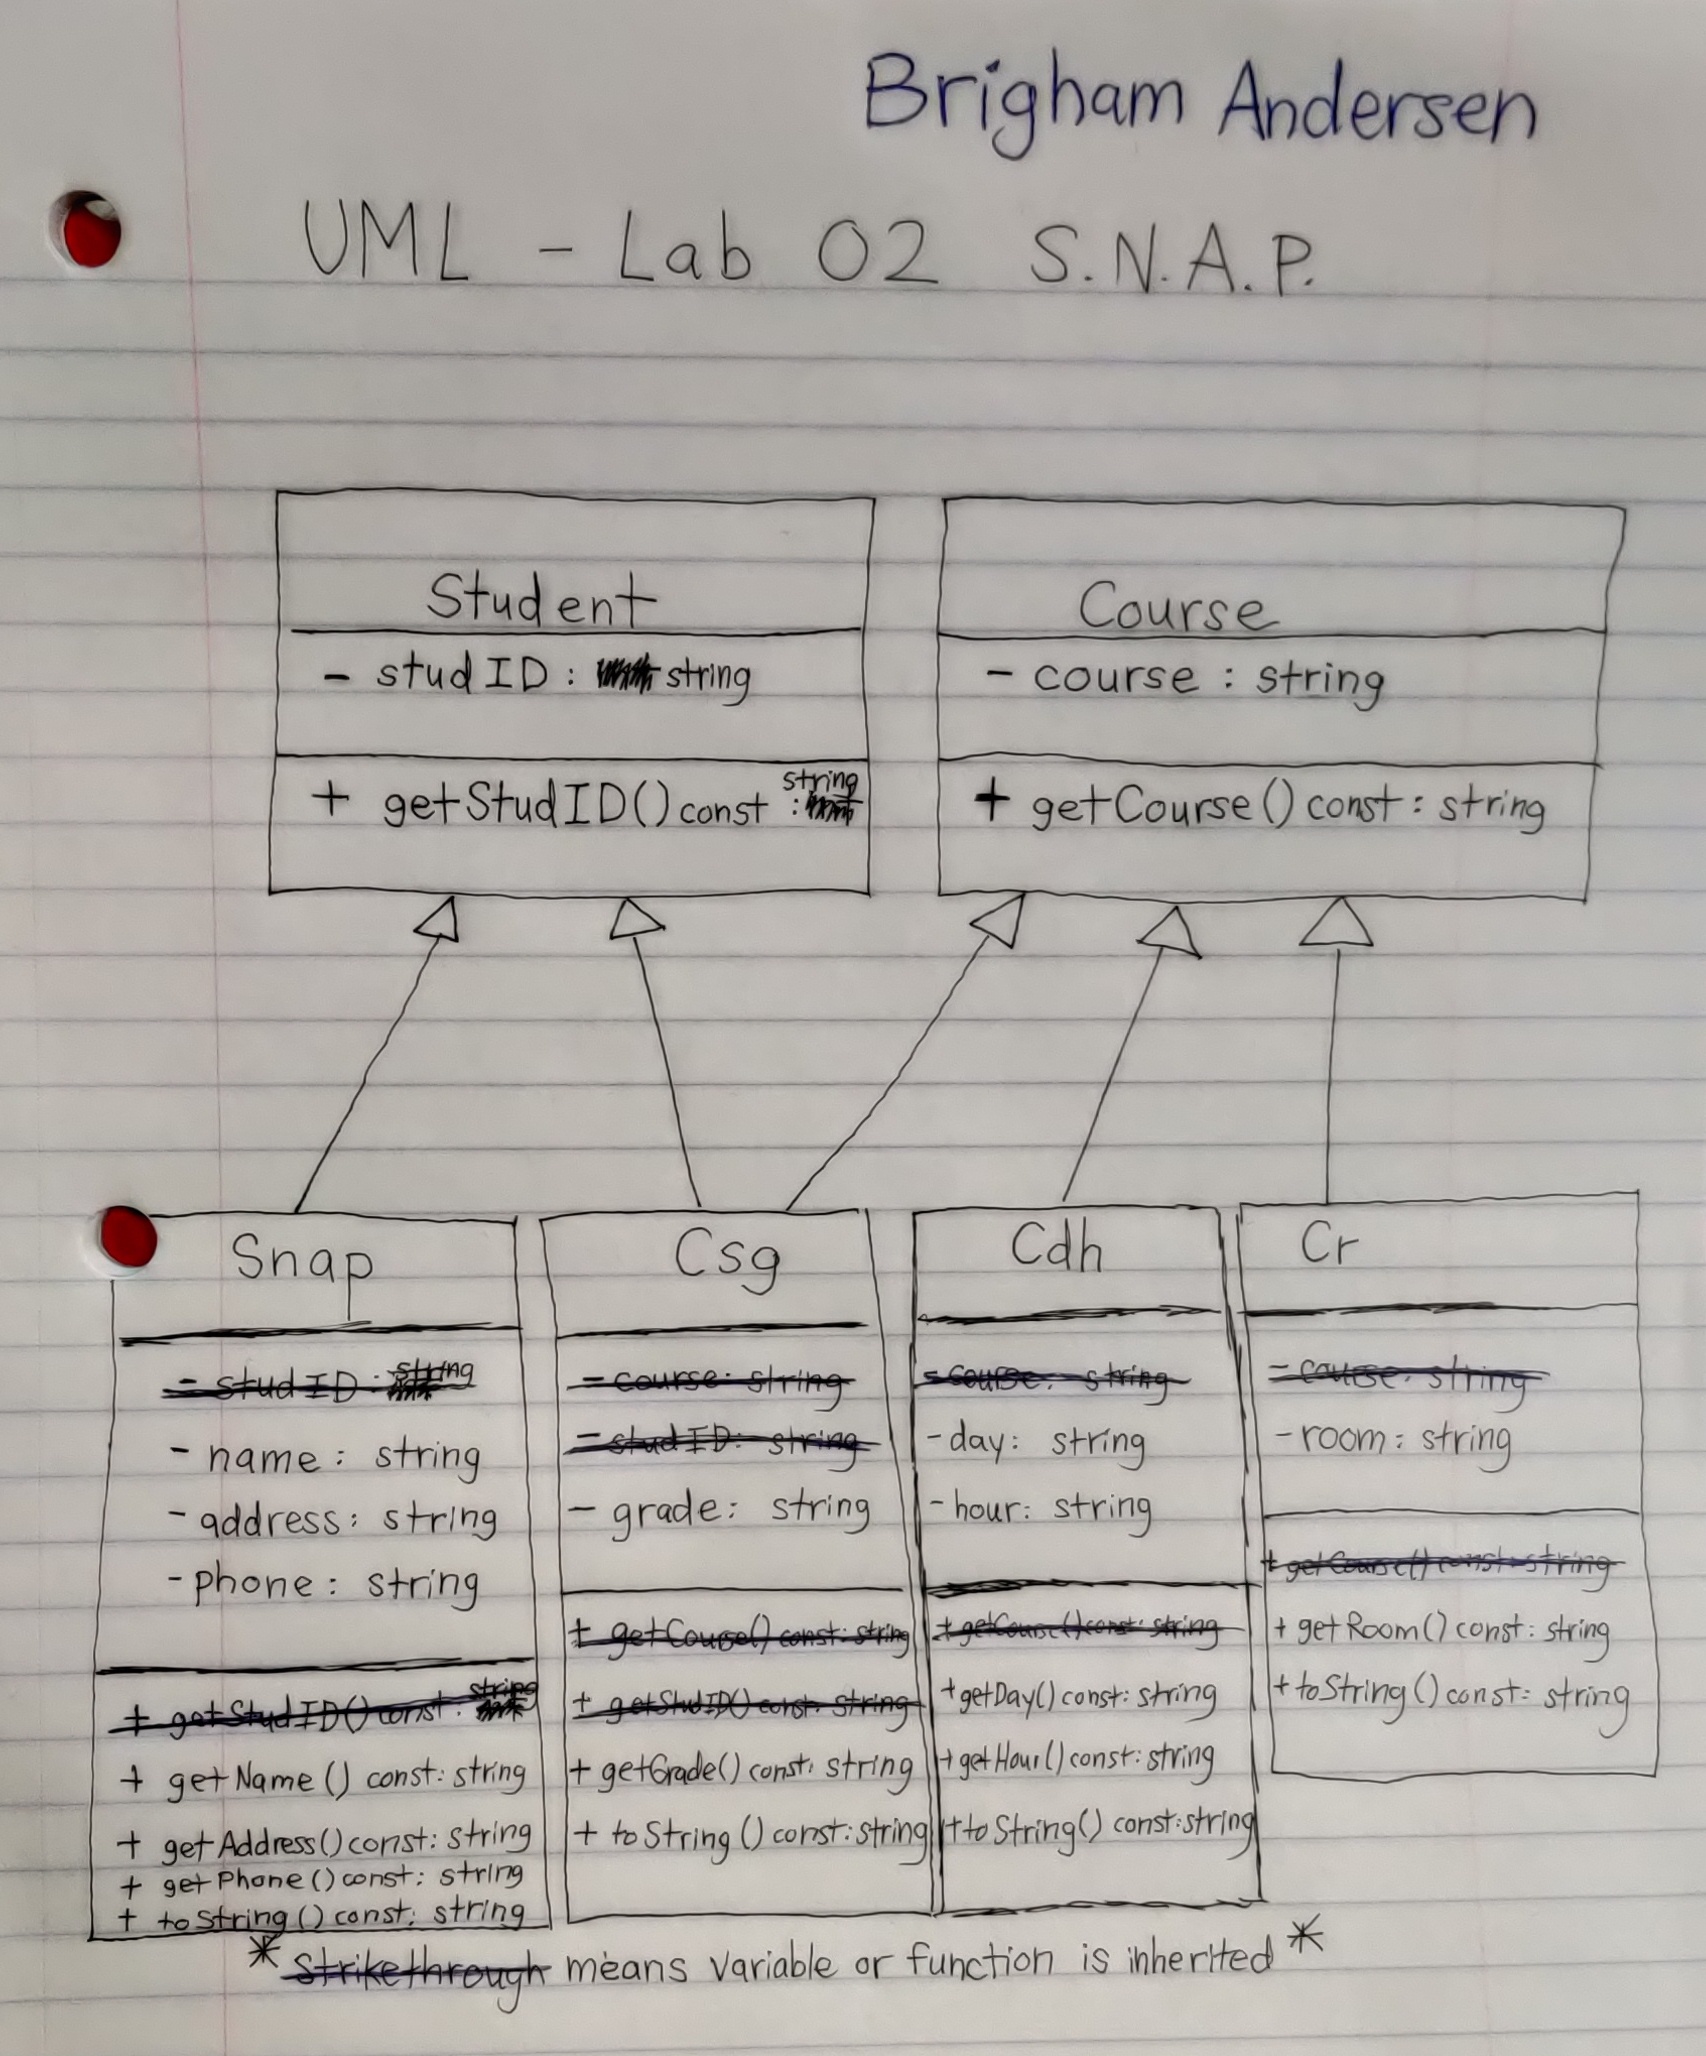 Brigham Andersen
UML - Lab 02 S.N.A.P.
Student
- studID : string
+ getStudID() const : string
Course
- course : string
+ getCourse() const : string
Snap
- studID : string
- name : string
- address : string
- phone : string
+ getStudID() const : string
+ getName() const : string
+ getAddress() const : string
+ getPhone() const : string
+ toString() const : string
Csg
- course : string
- studID : string
- grade : string
+ getCourse() const : string
+ getStudID() const : string
+ getGrade() const : string
+ toString() const : string
Cdh
- course : string
- day : string
- hour : string
+ getCourse() const : string
+ getDay() const : string
+ getHour() const : string
+ toString() const : string
Cr
- course : string
- room : string
+ getCourse() const : string
+ getRoom() const : string
+ toString() const : string
* Strikethrough means variable or function is inherited *